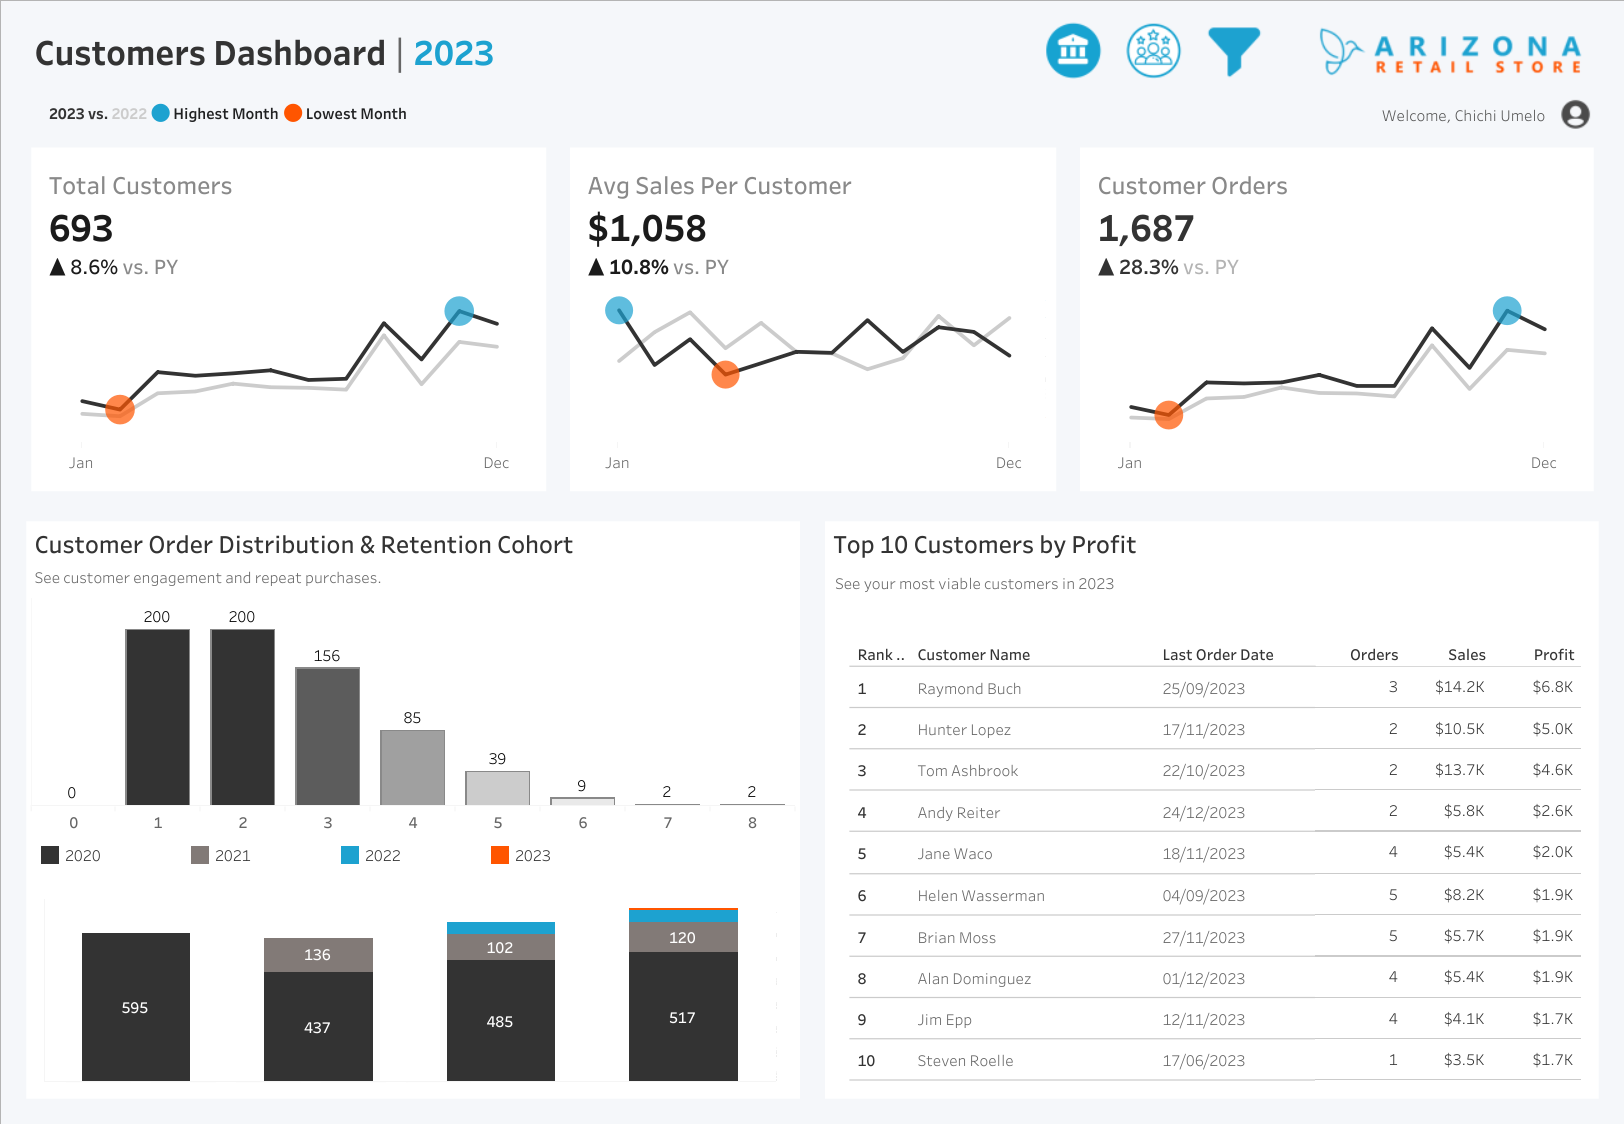 Customers Dashboard | 2023
ARIZONA
RETAIL STORE
2023 vs. 2022 Highest Month Lowest Month
Welcome, Chichi Umelo
Total Customers
693
▲ 8.6% vs. PY
Jan Dec
Avg Sales Per Customer
$1,058
▲ 10.8% vs. PY
Jan Dec
Customer Orders
1,687
▲ 28.3% vs. PY
Jan Dec
Customer Order Distribution & Retention Cohort
See customer engagement and repeat purchases.
0 200 200 156 85 39 9 2 2
0 1 2 3 4 5 6 7 8
2020 2021 2022 2023
136 102 120
595 437 485 517
Top 10 Customers by Profit
See your most viable customers in 2023
Rank .. Customer Name Last Order Date Orders Sales Profit
1 Raymond Buch 25/09/2023 3 $14.2K $6.8K
2 Hunter Lopez 17/11/2023 2 $10.5K $5.0K
3 Tom Ashbrook 22/10/2023 2 $13.7K $4.6K
4 Andy Reiter 24/12/2023 2 $5.8K $2.6K
5 Jane Waco 18/11/2023 4 $5.4K $2.0K
6 Helen Wasserman 04/09/2023 5 $8.2K $1.9K
7 Brian Moss 27/11/2023 5 $5.7K $1.9K
8 Alan Dominguez 01/12/2023 4 $5.4K $1.9K
9 Jim Epp 12/11/2023 4 $4.1K $1.7K
10 Steven Roelle 17/06/2023 1 $3.5K $1.7K